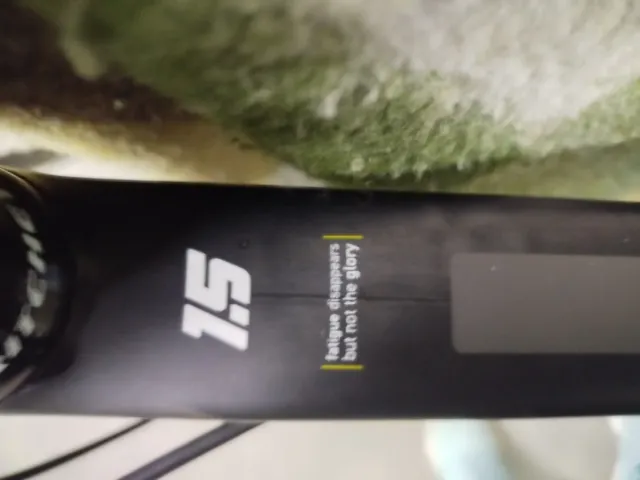 1.5
fatigue disappears
but not the glory